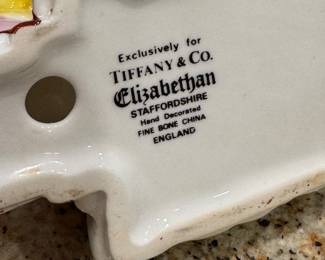 Exclusively for
TIFFANY & CO.
Elizabethan
STAFFORDSHIRE
Hand Decorated
FINE BONE CHINA
ENGLAND